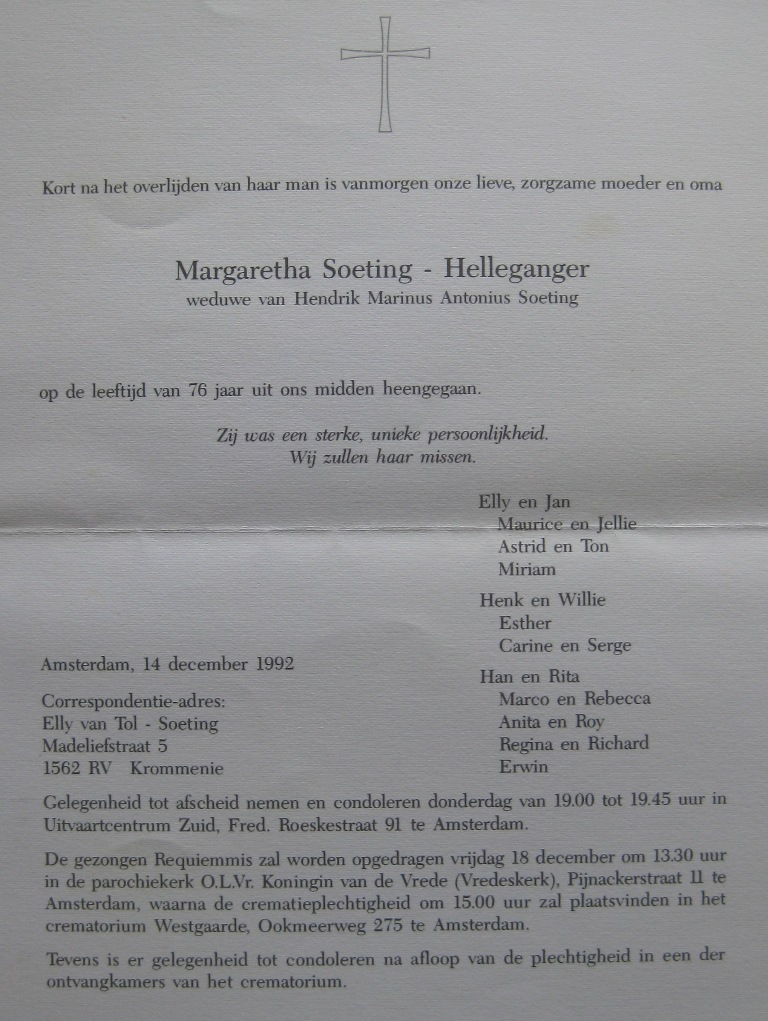 Kort na het overlijden van haar man is vanmorgen onze lieve, zorgzame moeder en oma
Margaretha Soeting - Helleganger
weduwe van Hendrik Marinus Antonius Soeting
op de leeftijd van 76 jaar uit ons midden heengegaan.
Zij was een sterke, unieke persoonlijkheid.
Wij zullen haar missen.
Elly en Jan
Maurice en Jellie
Astrid en Ton
Miriam
Henk en Willie
Esther
Carine en Serge
Han en Rita
Marco en Rebecca
Anita en Roy
Regina en Richard
Erwin
Amsterdam, 14 december 1992
Correspondentie-adres:
Elly van Tol - Soeting
Madeliefstraat 5
1562 RV Krommenie
Gelegenheid tot afscheid nemen en condoleren donderdag van 19.00 tot 19.45 uur in
Uitvaartcentrum Zuid, Fred. Roeskestraat 91 te Amsterdam.
De gezongen Requiemmis zal worden opgedragen vrijdag 18 december om 13.30 uur
in de parochiekerk O.L.Vr. Koningin van de Vrede (Vredeskerk), Pijnackerstraat 11 te
Amsterdam, waarna de crematieplechtigheid om 15.00 uur zal plaatsvinden in het
crematorium Westgaarde, Ookmeerweg 275 te Amsterdam.
Tevens is er gelegenheid tot condoleren na afloop van de plechtigheid in een der
ontvangkamers van het crematorium.